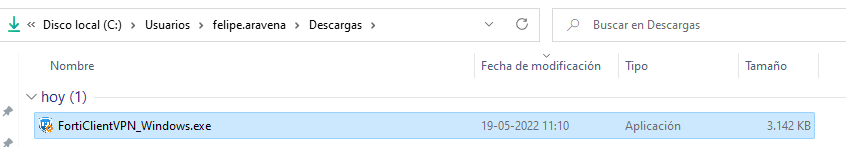 « Disco local (C:) > Usuarios > felipe.aravena > Descargas >
Buscar en Descargas
Nombre Fecha de modificación Tipo Tamaño
hoy (1)
FortiClientVPN_Windows.exe 19-05-2022 11:10 Aplicación 3.142 KB